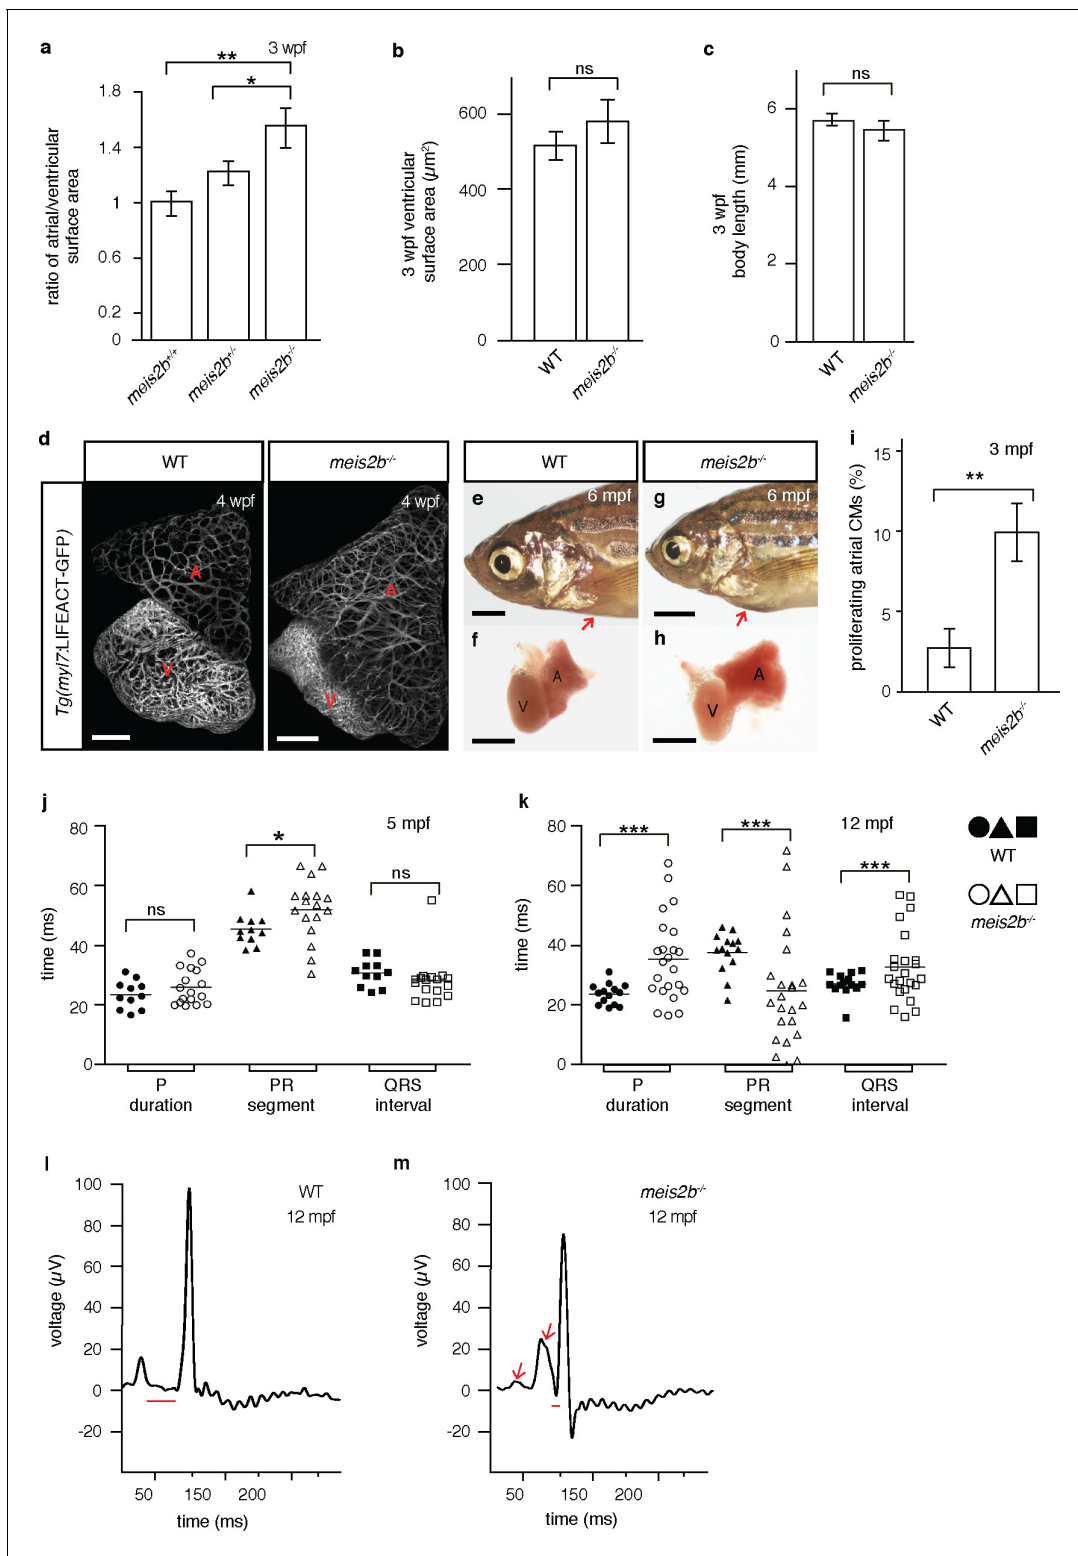 a
3 wpf
**
*
1.8
1.4
1
0.6
0.2
0
ratio of atrial/ventricular
surface area
meis2b+/+
meis2b+/-
meis2b-/-
b
ns
600
400
200
0
3 wpf ventricular
surface area (µm²)
WT
meis2b-/-
c
ns
6
4
2
0
3 wpf
body length (mm)
WT
meis2b-/-
d
WT
meis2b-/-
Tg(myl7:LIFEACT-GFP)
4 wpf
A
V
4 wpf
A
V
WT
meis2b-/-
e
6 mpf
g
6 mpf
f
A
V
h
A
V
i
3 mpf
**
15
10
5
0
proliferating atrial CMs (%)
WT
meis2b-/-
j
5 mpf
80
60
40
20
0
time (ms)
ns
*
ns
P
duration
PR
segment
QRS
interval
k
12 mpf
80
60
40
20
0
time (ms)
***
***
***
P
duration
PR
segment
QRS
interval
WT
meis2b-/-
l
WT
12 mpf
100
80
60
40
20
0
-20
voltage (µV)
50
150
200
time (ms)
m
meis2b-/-
12 mpf
100
80
60
40
20
0
-20
voltage (µV)
50
150
200
time (ms)